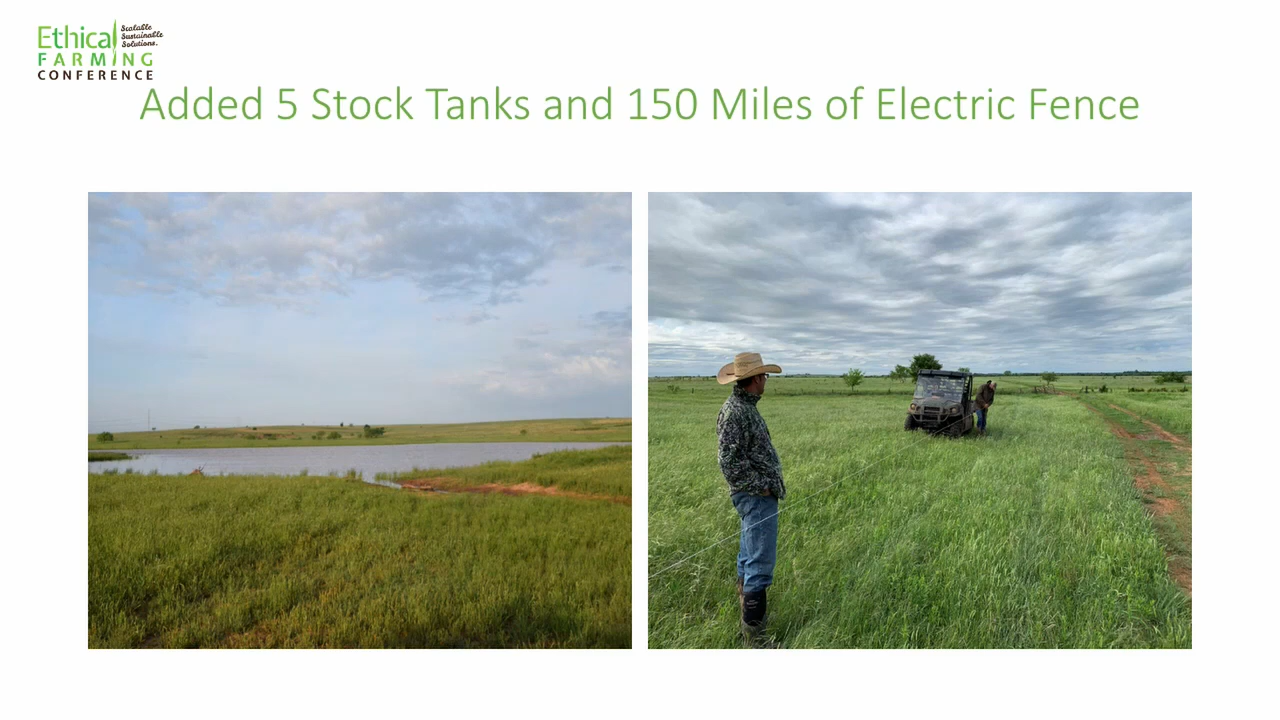 Ethical
Scalable
Sustainable
Solutions.
FARMING
CONFERENCE
Added 5 Stock Tanks and 150 Miles of Electric Fence